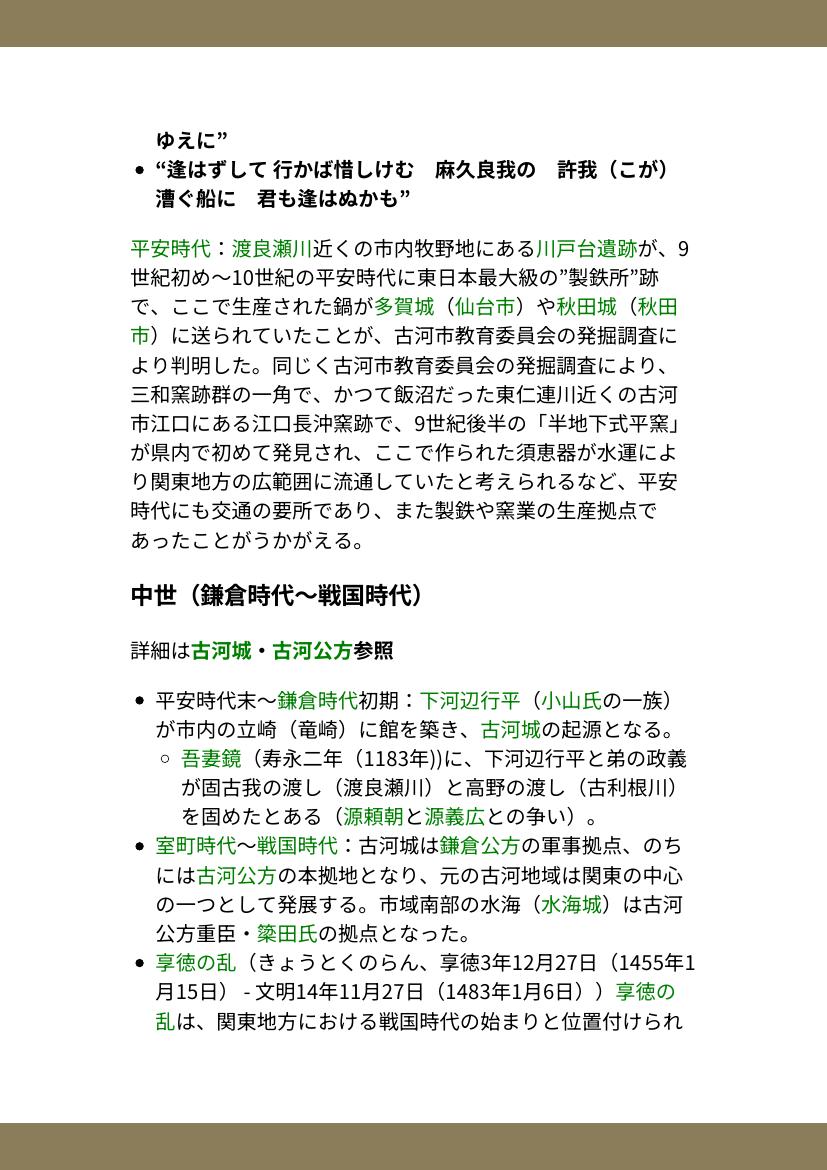 ゆえに”
• “逢はずして 行かば惜しけむ　麻久良我の　許我（こが）
漕ぐ船に　君も逢はぬかも”
平安時代：渡良瀬川近くの市内牧野地にある川戸台遺跡が、9
世紀初め～10世紀の平安時代に東日本最大級の”製鉄所”跡
で、ここで生産された鍋が多賀城（仙台市）や秋田城（秋田
市）に送られていたことが、古河市教育委員会の発掘調査に
より判明した。同じく古河市教育委員会の発掘調査により、
三和窯跡群の一角で、かつて飯沼だった東仁連川近くの古河
市江口にある江口長沖窯跡で、9世紀後半の「半地下式平窯」
が県内で初めて発見され、ここで作られた須恵器が水運によ
り関東地方の広範囲に流通していたと考えられるなど、平安
時代にも交通の要所であり、また製鉄や窯業の生産拠点で
あったことがうかがえる。
中世（鎌倉時代～戦国時代）
詳細は古河城・古河公方参照
• 平安時代末～鎌倉時代初期：下河辺行平（小山氏の一族）
が市内の立崎（竜崎）に館を築き、古河城の起源となる。
○ 吾妻鏡（寿永二年（1183年))に、下河辺行平と弟の政義
が固古我の渡し（渡良瀬川）と高野の渡し（古利根川）
を固めたとある（源頼朝と源義広との争い）。
• 室町時代～戦国時代：古河城は鎌倉公方の軍事拠点、のち
には古河公方の本拠地となり、元の古河地域は関東の中心
の一つとして発展する。市域南部の水海（水海城）は古河
公方重臣・簗田氏の拠点となった。
• 享徳の乱（きょうとくのらん、享徳3年12月27日（1455年1
月15日） - 文明14年11月27日（1483年1月6日））享徳の
乱は、関東地方における戦国時代の始まりと位置付けられ